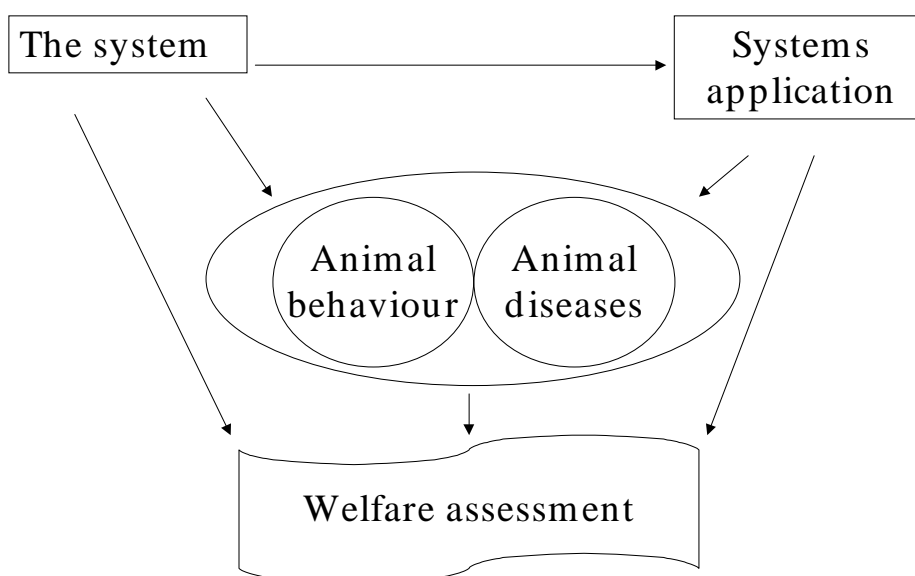 The system
Systems
application
Animal
behaviour
Animal
diseases
Welfare assessment